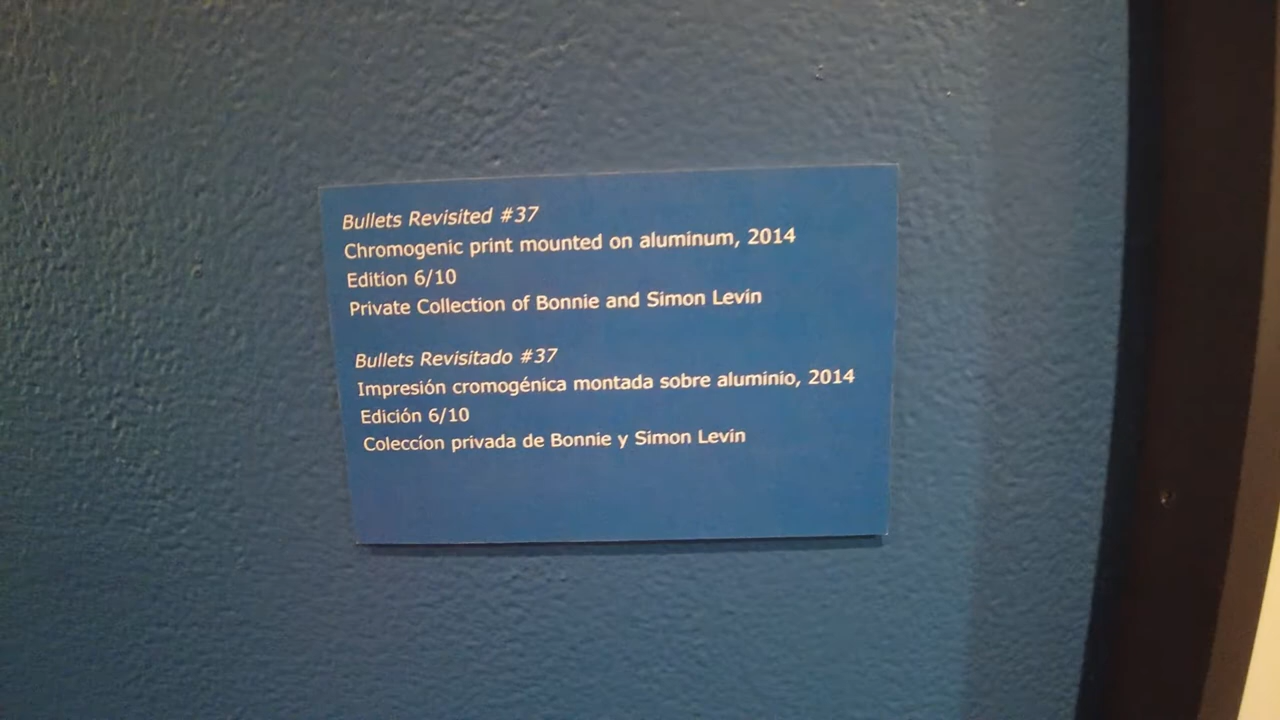 Bullets Revisited #37
Chromogenic print mounted on aluminum, 2014
Edition 6/10
Private Collection of Bonnie and Simon Levin
Bullets Revisitado #37
Impresión cromogénica montada sobre aluminio, 2014
Edición 6/10
Coleccíon privada de Bonnie y Simon Levin